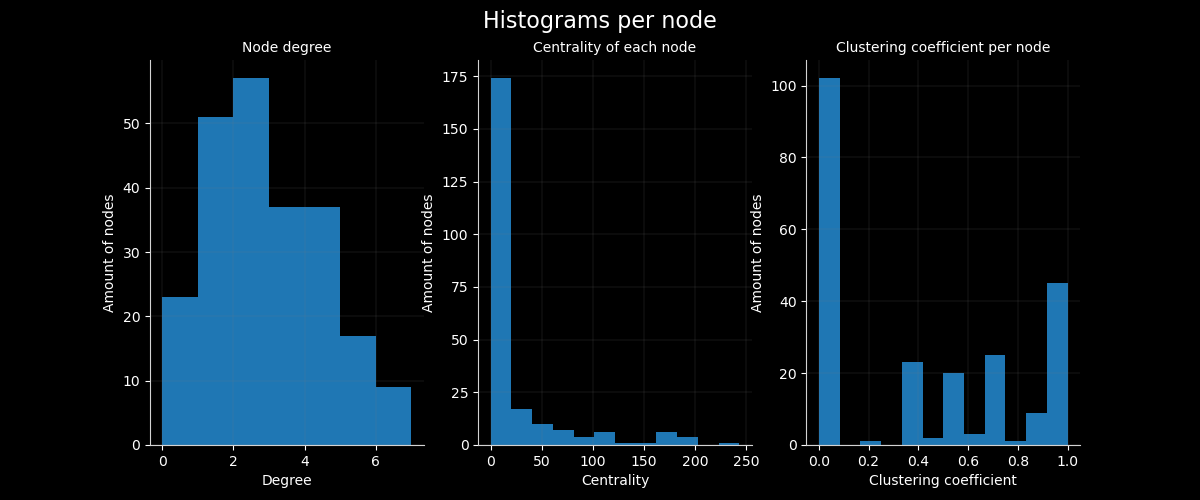 Histograms per node
Node degree
Amount of nodes
50
40
30
20
10
0
0 2 4 6
Degree
Centrality of each node
Amount of nodes
175
150
125
100
75
50
25
0
0 50 100 150 200 250
Centrality
Clustering coefficient per node
Amount of nodes
100
80
60
40
20
0
0.0 0.2 0.4 0.6 0.8 1.0
Clustering coefficient